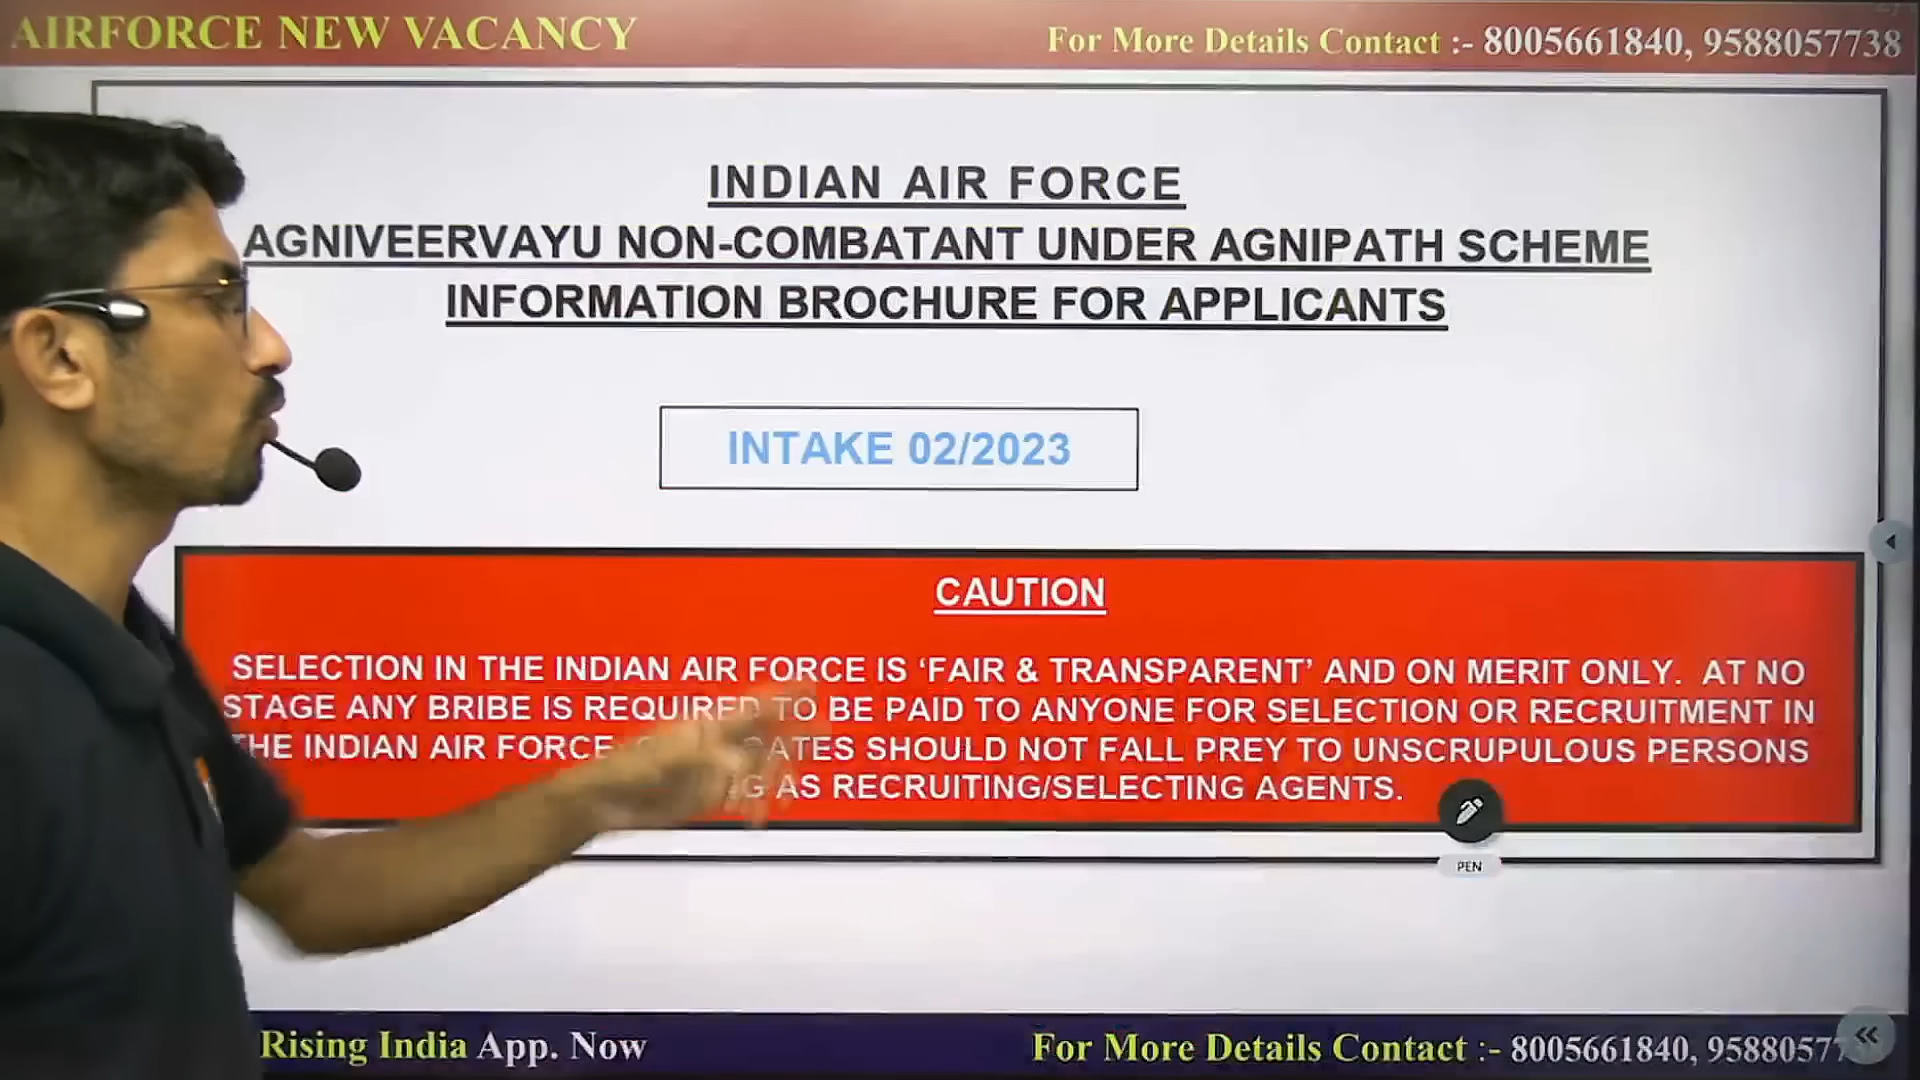 AIRFORCE NEW VACANCY
For More Details Contact :- 8005661840, 9588057738
INDIAN AIR FORCE
AGNIVEERVAYU NON-COMBATANT UNDER AGNIPATH SCHEME
INFORMATION BROCHURE FOR APPLICANTS
INTAKE 02/2023
CAUTION
SELECTION IN THE INDIAN AIR FORCE IS ‘FAIR & TRANSPARENT’ AND ON MERIT ONLY. AT NO
STAGE ANY BRIBE IS REQUIRED TO BE PAID TO ANYONE FOR SELECTION OR RECRUITMENT IN
THE INDIAN AIR FORCE. SHOULD NOT FALL PREY TO UNSCRUPULOUS PERSONS
AS RECRUITING/SELECTING AGENTS.
PEN
Rising India App. Now
For More Details Contact :- 8005661840, 9588057738